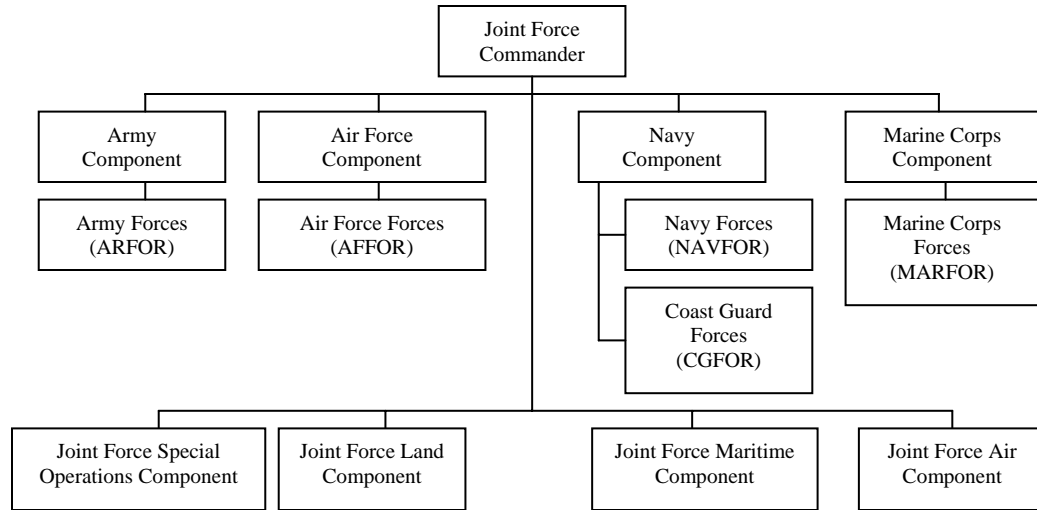 Joint Force
Commander
Army
Component
Air Force
Component
Navy
Component
Marine Corps
Component
Army Forces
(ARFOR)
Air Force Forces
(AFFOR)
Navy Forces
(NAVFOR)
Marine Corps
Forces
(MARFOR)
Coast Guard
Forces
(CGFOR)
Joint Force Special
Operations Component
Joint Force Land
Component
Joint Force Maritime
Component
Joint Force Air
Component